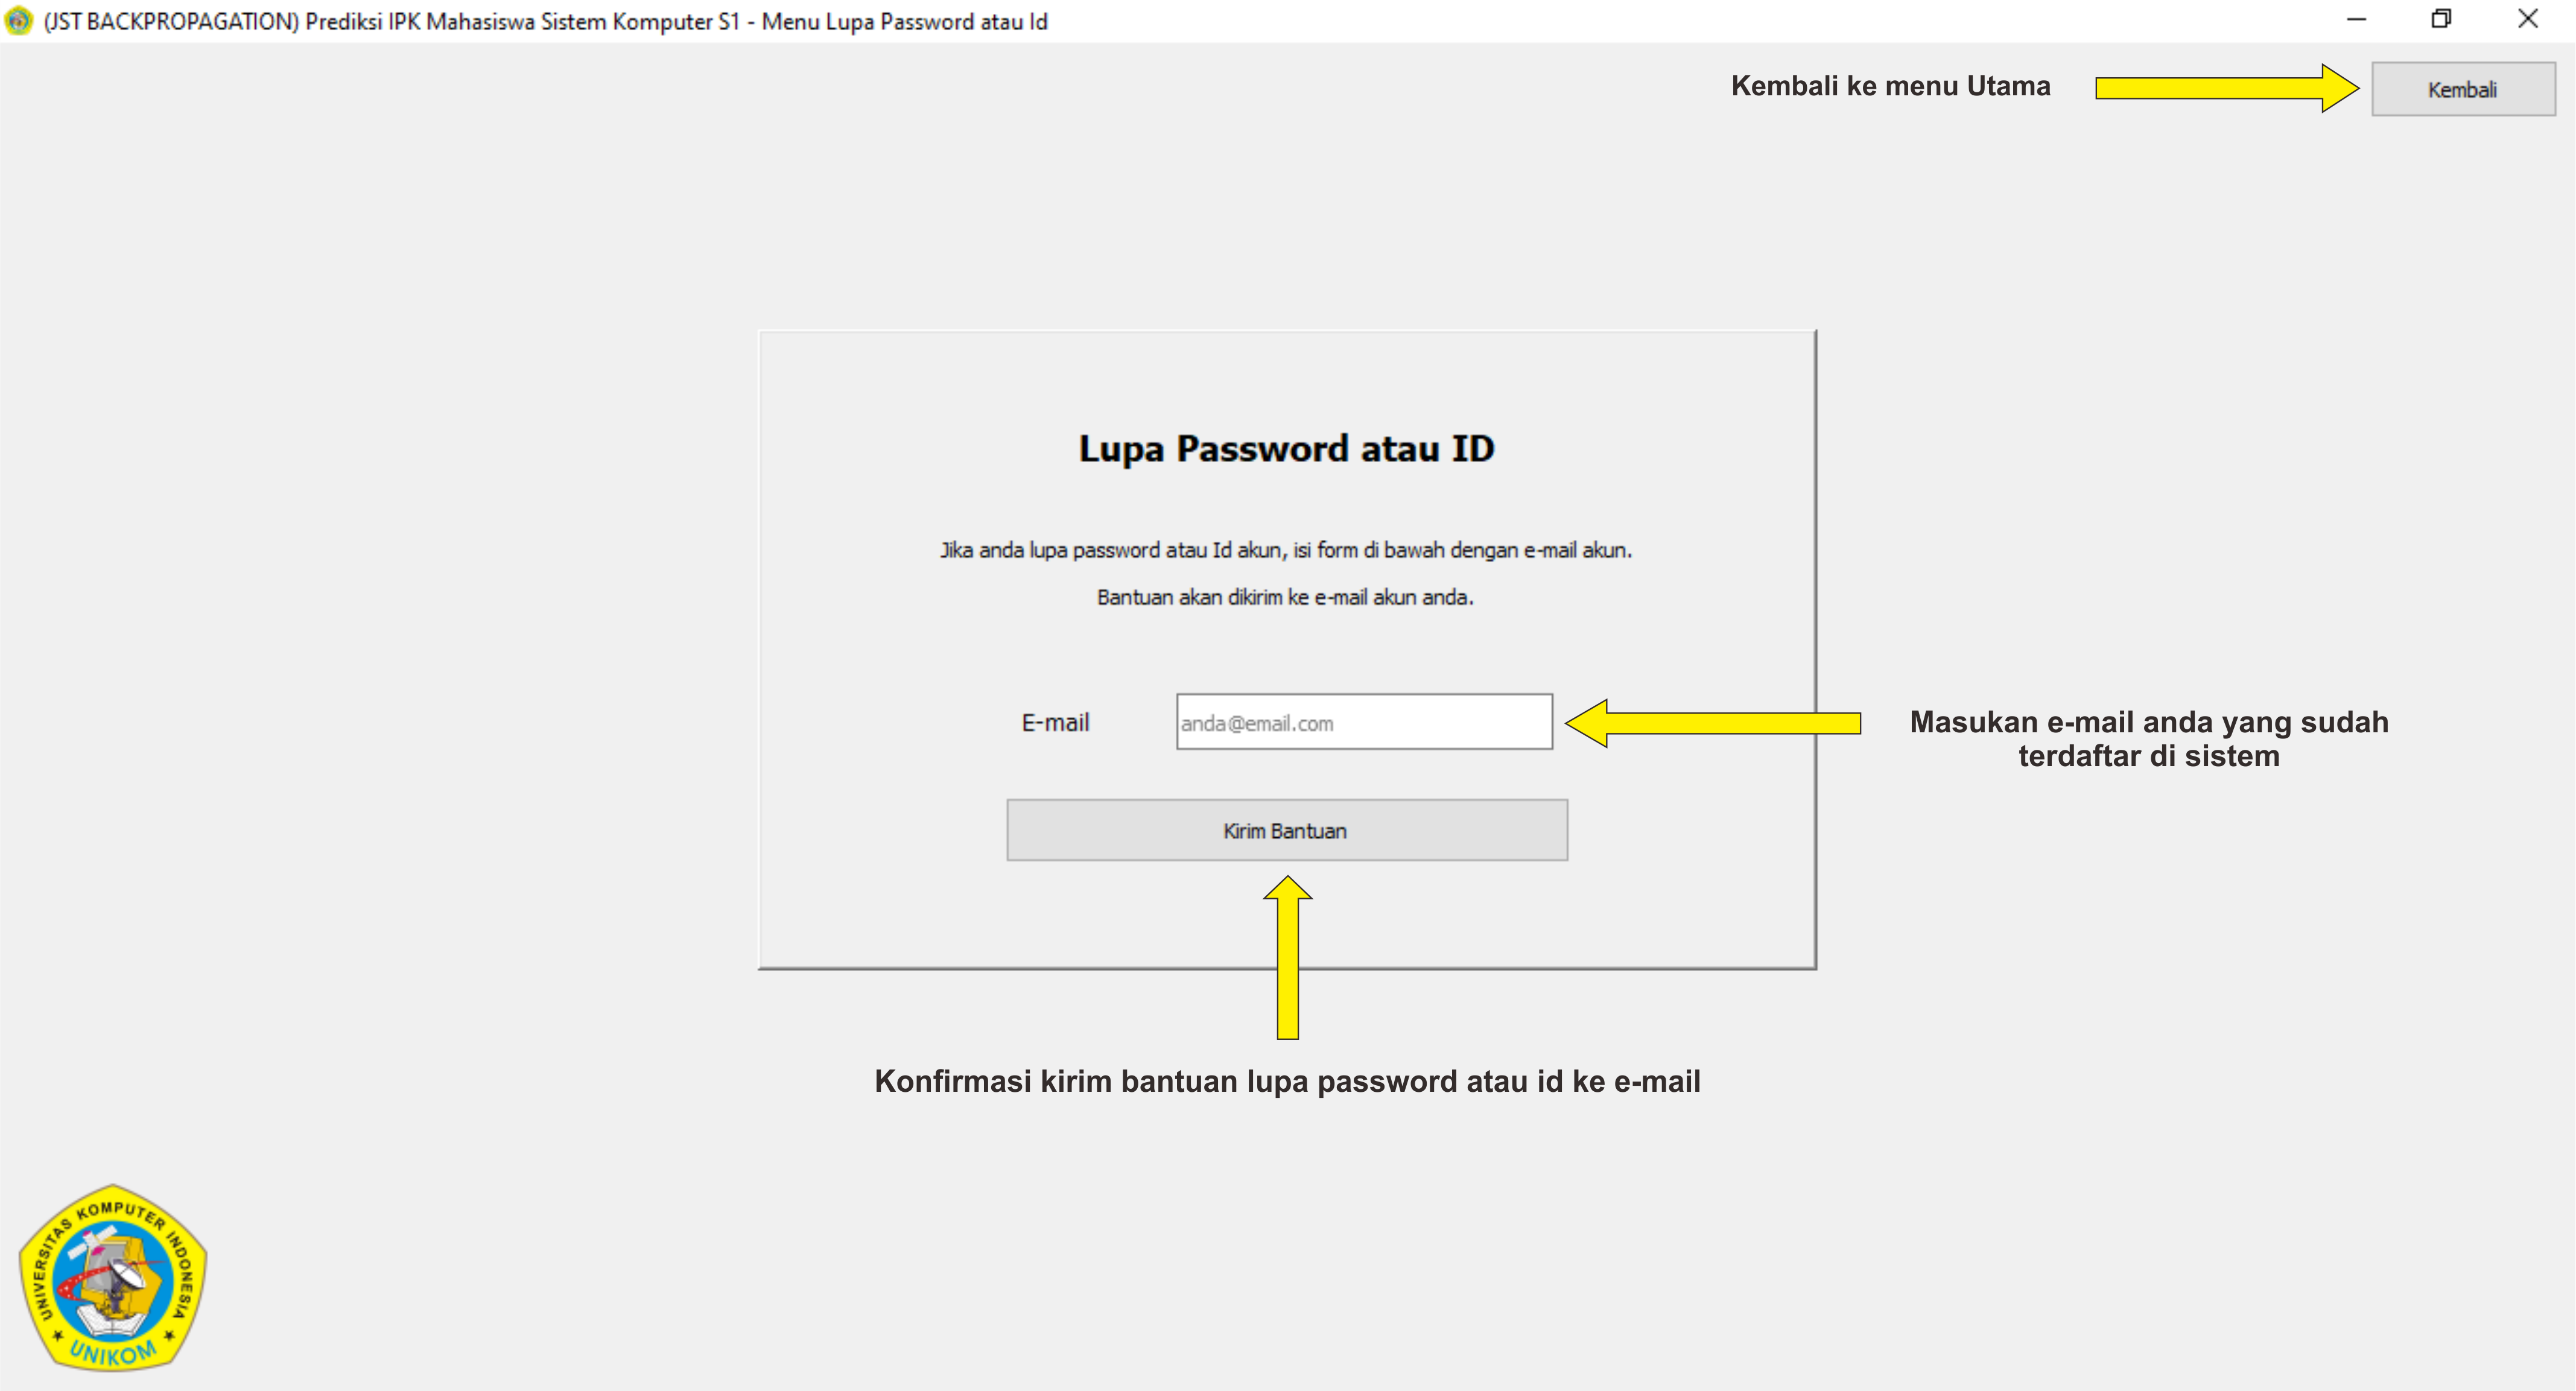 (JST BACKPROPAGATION) Prediksi IPK Mahasiswa Sistem Komputer S1 - Menu Lupa Password atau Id
Kembali ke menu Utama
Kembali
Lupa Password atau ID
Jika anda lupa password atau Id akun, isi form di bawah dengan e-mail akun.
Bantuan akan dikirim ke e-mail akun anda.
E-mail
anda@email.com
Masukan e-mail anda yang sudah
terdaftar di sistem
Kirim Bantuan
Konfirmasi kirim bantuan lupa password atau id ke e-mail
UNIVERSITAS KOMPUTER INDONESIA
UNIKOM